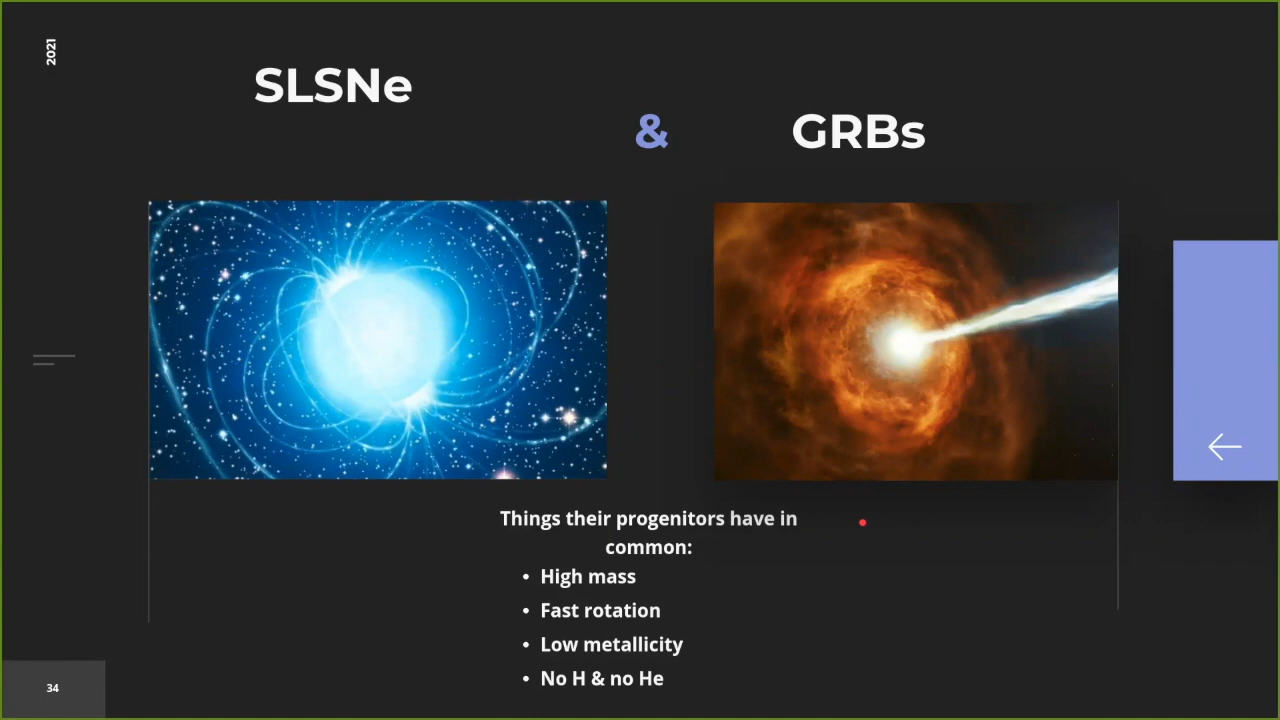 2021
SLSNe
&
GRBs
Things their progenitors have in
common:
• High mass
• Fast rotation
• Low metallicity
• No H & no He
34